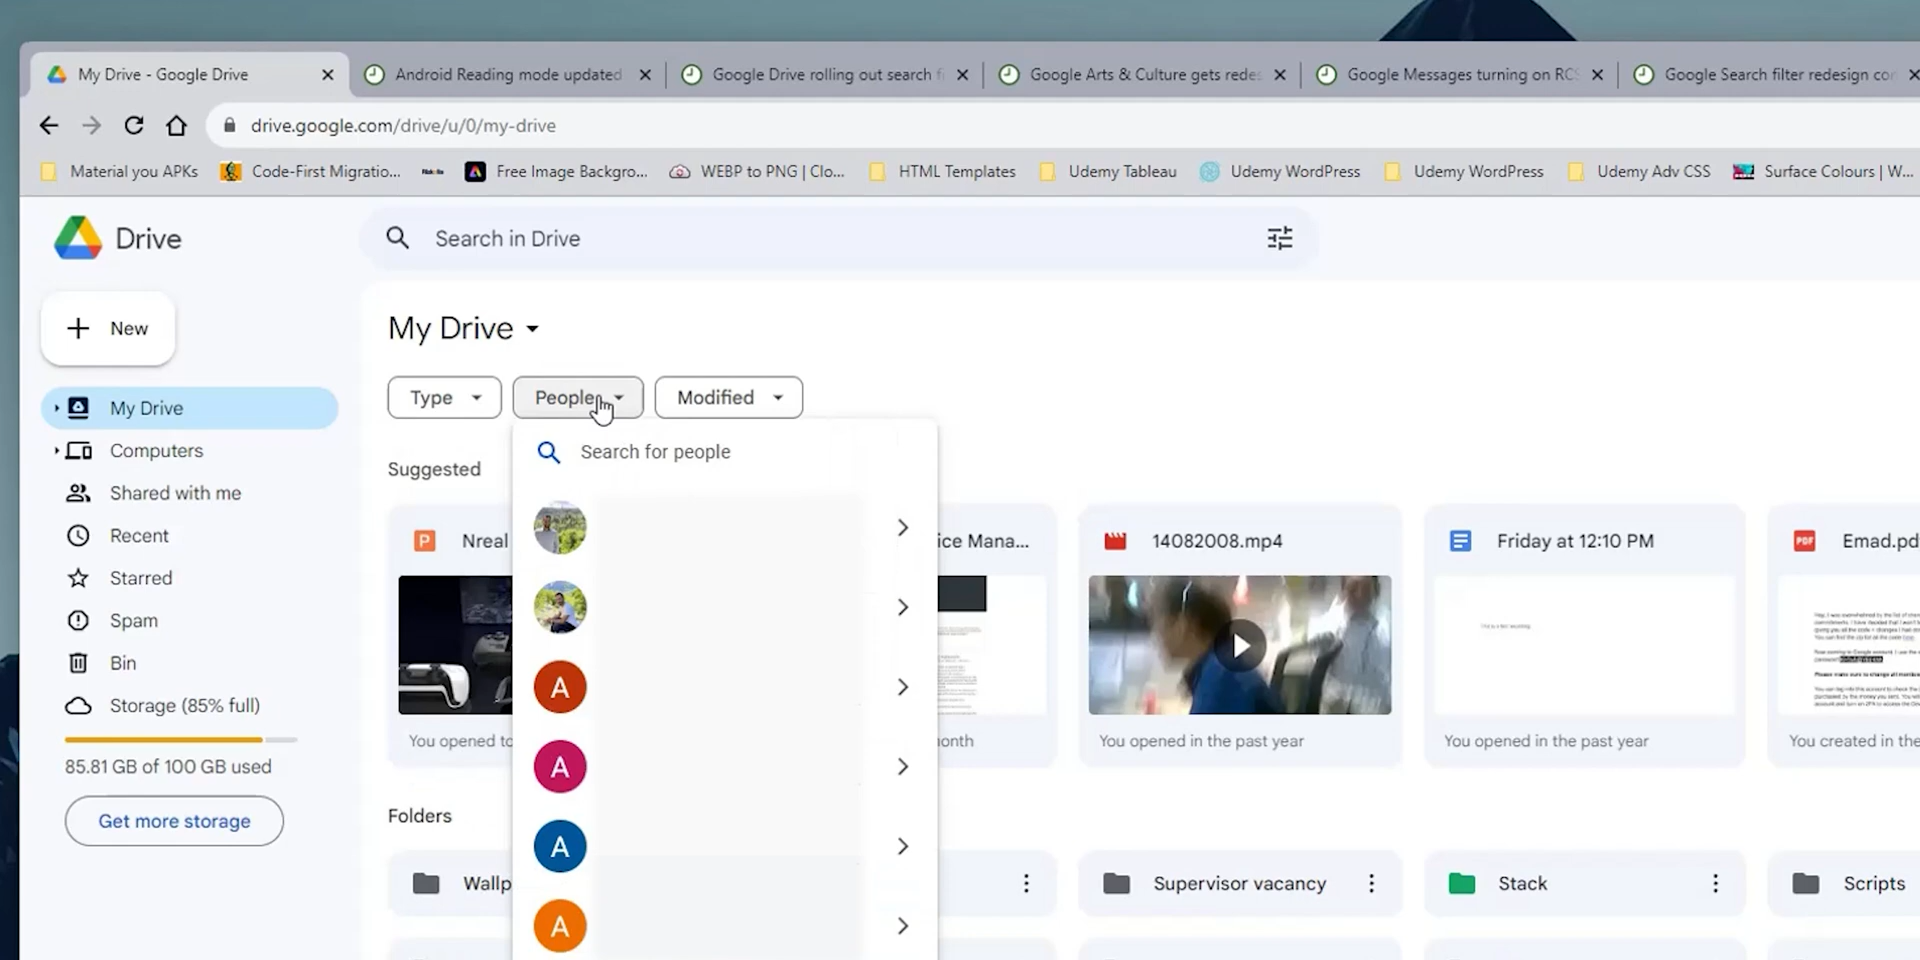 My Drive - Google Drive
Android Reading mode updated
Google Drive rolling out search f
Google Arts & Culture gets rede
Google Messages turning on RCS
Google Search filter redesign co
drive.google.com/drive/u/0/my-drive
Material you APKs
Code-First Migratio...
Free Image Backgro...
WEBP to PNG | Clo...
HTML Templates
Udemy Tableau
Udemy WordPress
Udemy WordPress
Udemy Adv CSS
Surface Colours | W...
Drive
Search in Drive
New
My Drive
Computers
Shared with me
Recent
Starred
Spam
Bin
Storage (85% full)
85.81 GB of 100 GB used
Get more storage
My Drive
Type
People
Modified
Search for people
A
A
A
A
Suggested
P
Nreal
ice Mana...
14082008.mp4
Friday at 12:10 PM
PDF
Emad.pd
This is a test
You opened to
onth
You opened in the past year
You opened in the past year
You created in the
Folders
Wallp
Supervisor vacancy
Stack
Scripts